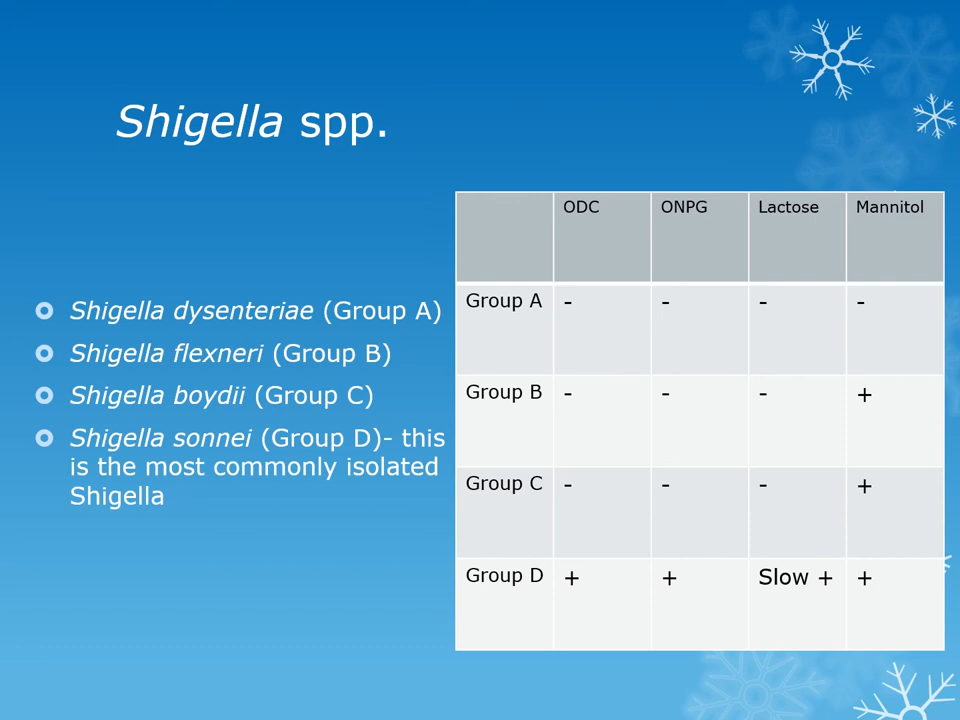 Shigella spp.
Shigella dysenteriae (Group A)
Shigella flexneri (Group B)
Shigella boydii (Group C)
Shigella sonnei (Group D)- this
is the most commonly isolated
Shigella
ODC ONPG Lactose Mannitol
Group A - - - -
Group B - - - +
Group C - - - +
Group D + + Slow + +